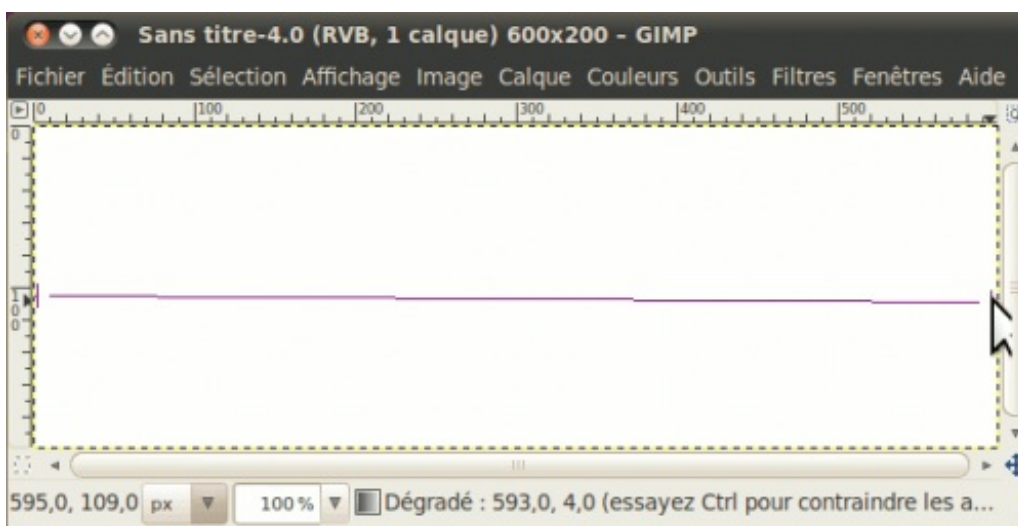 Sans titre-4.0 (RVB, 1 calque) 600x200 – GIMP
Fichier Édition Sélection Affichage Image Calque Couleurs Outils Filtres Fenêtres Aide
0 100 200 300 400 500
0
100
595,0, 109,0 px 100 % Dégradé : 593,0, 4,0 (essayez Ctrl pour contraindre les a...